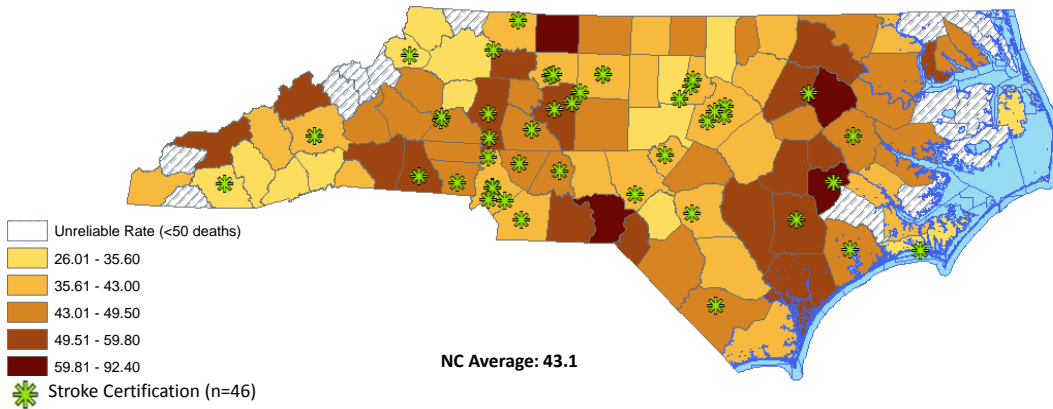 Unreliable Rate (<50 deaths)
26.01 - 35.60
35.61 - 43.00
43.01 - 49.50
49.51 - 59.80
59.81 - 92.40
NC Average: 43.1
Stroke Certification (n=46)